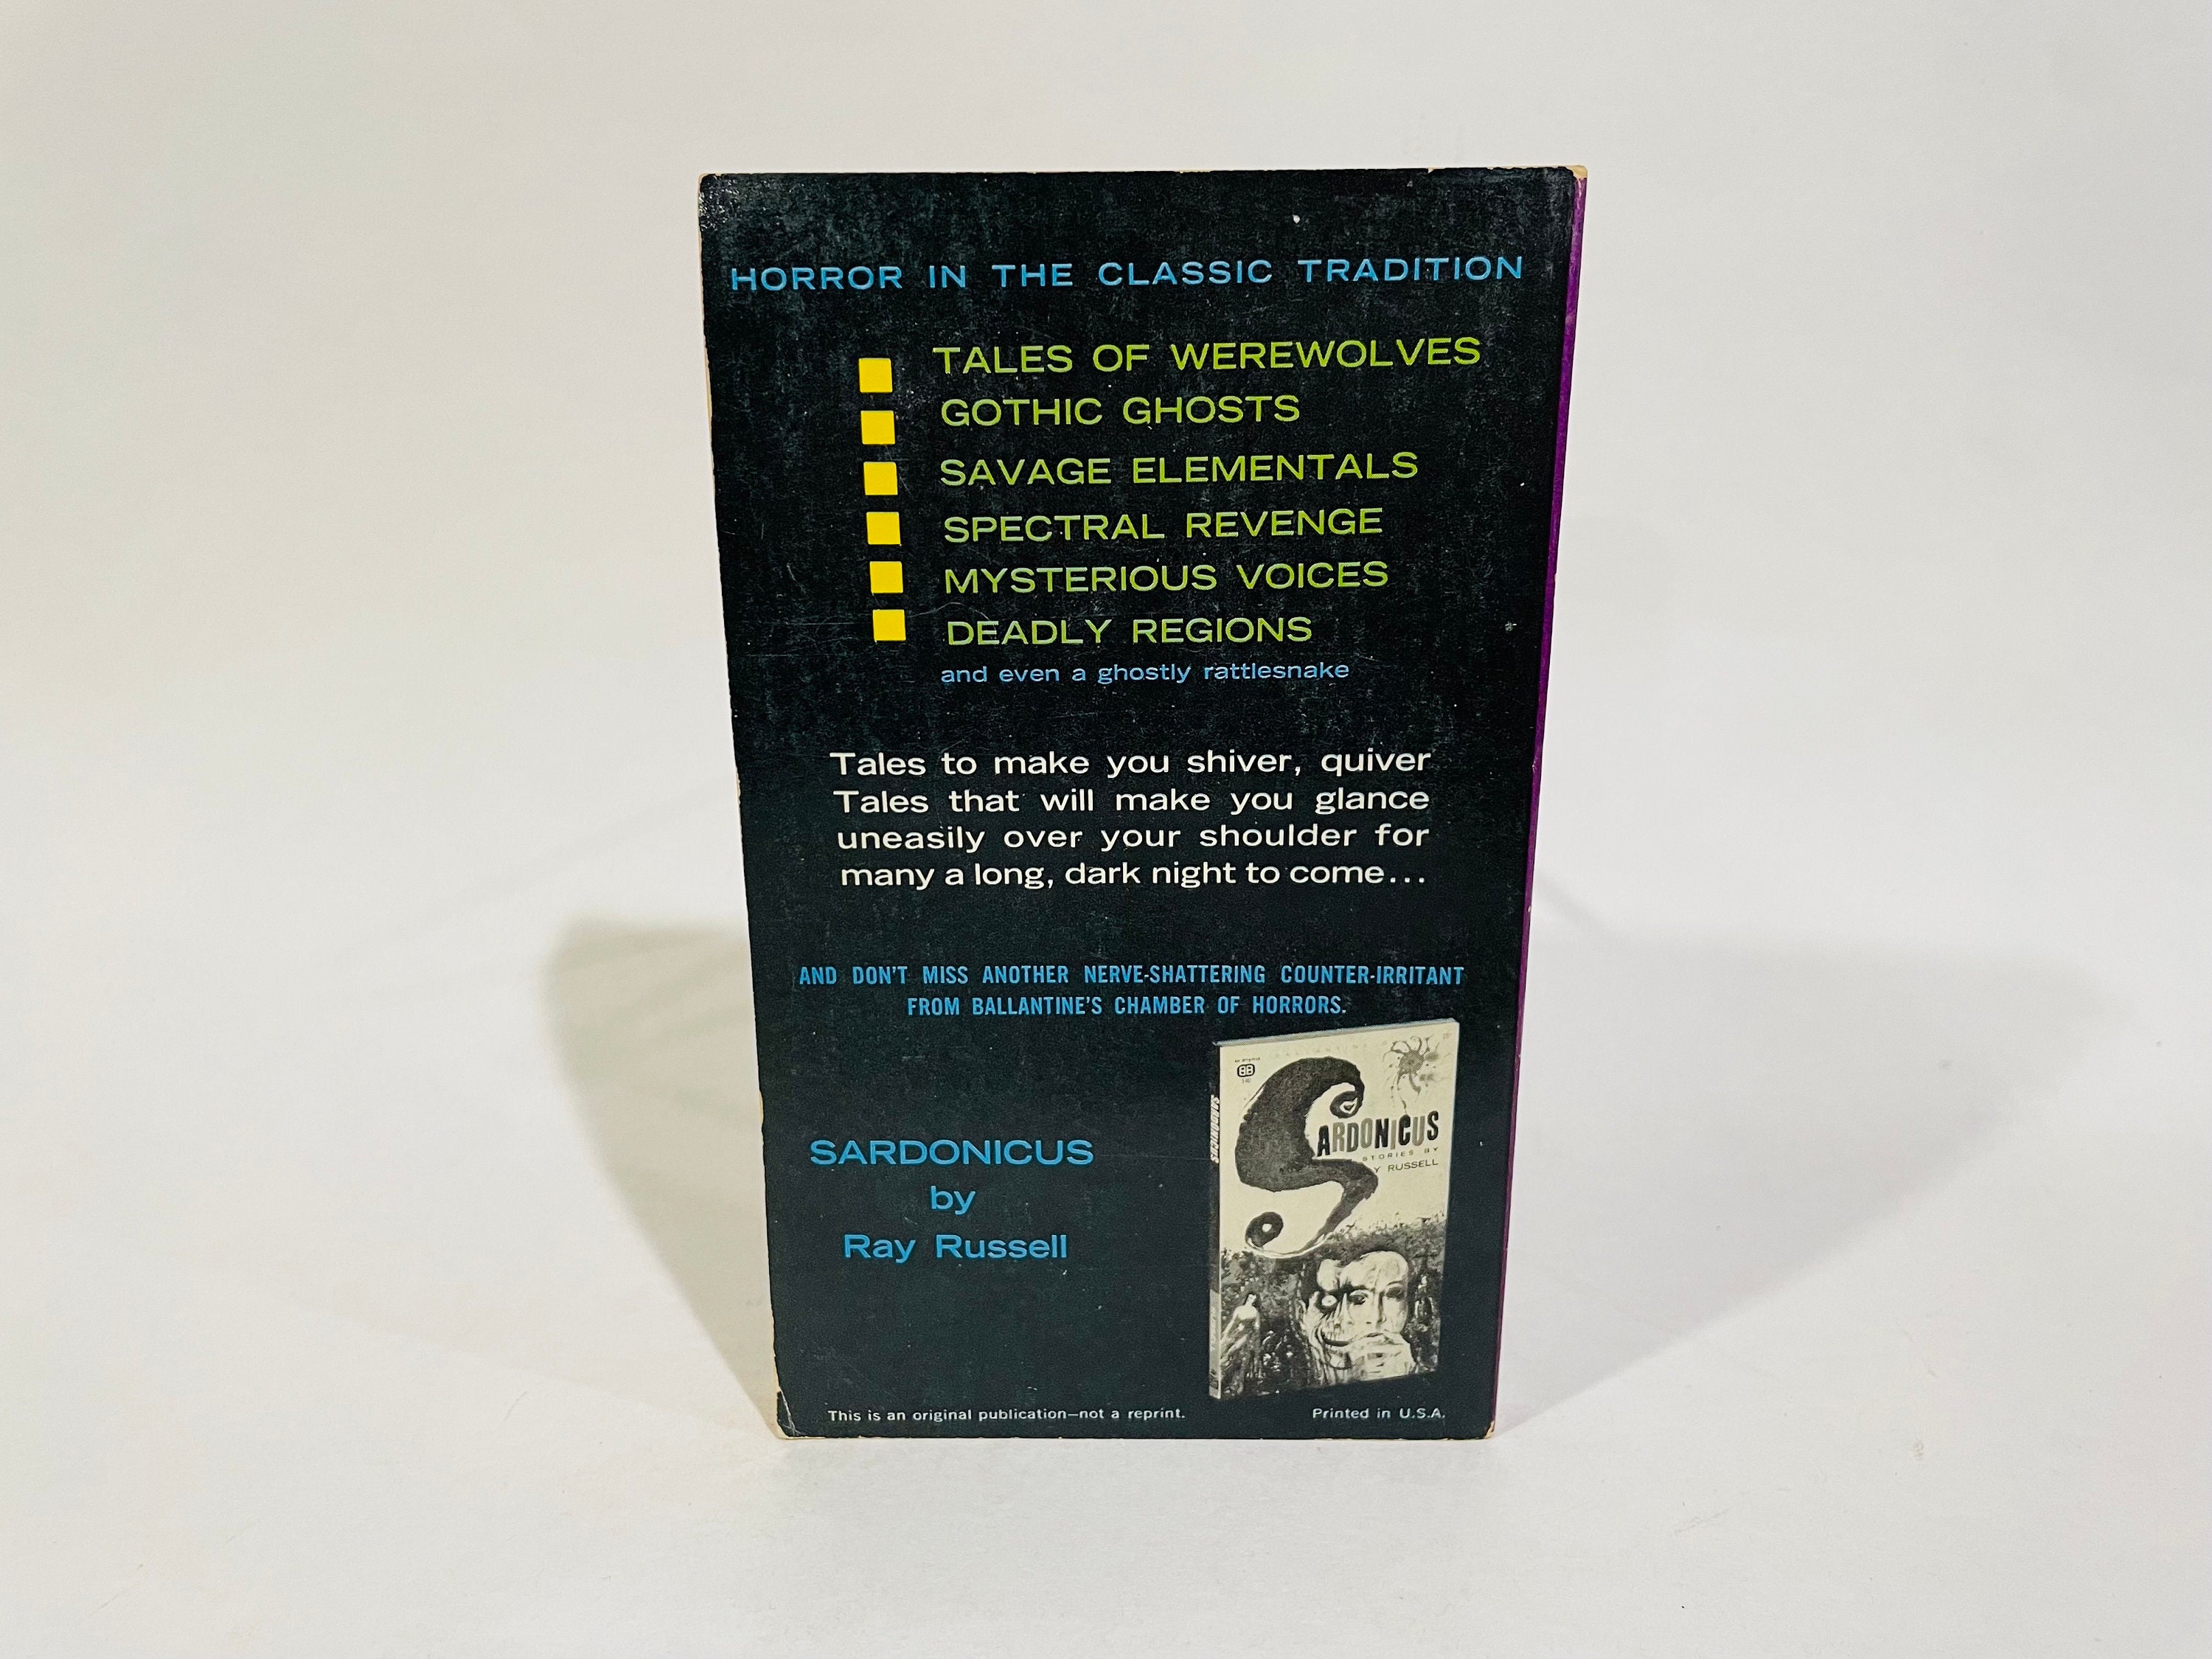 HORROR IN THE CLASSIC TRADITION
TALES OF WEREWOLVES
GOTHIC GHOSTS
SAVAGE ELEMENTALS
SPECTRAL REVENGE
MYSTERIOUS VOICES
DEADLY REGIONS
and even a ghostly rattlesnake
Tales to make you shiver, quiver
Tales that will make you glance
uneasily over your shoulder for
many a long, dark night to come...
AND DON'T MISS ANOTHER NERVE-SHATTERING COUNTER-IRRITANT
FROM BALLANTINE'S CHAMBER OF HORRORS.
SARDONICUS
by
Ray Russell
BB
SARDONICUS
STORIES BY
RUSSELL
SARDONICUS
This is an original publication—not a reprint.
Printed in U.S.A.